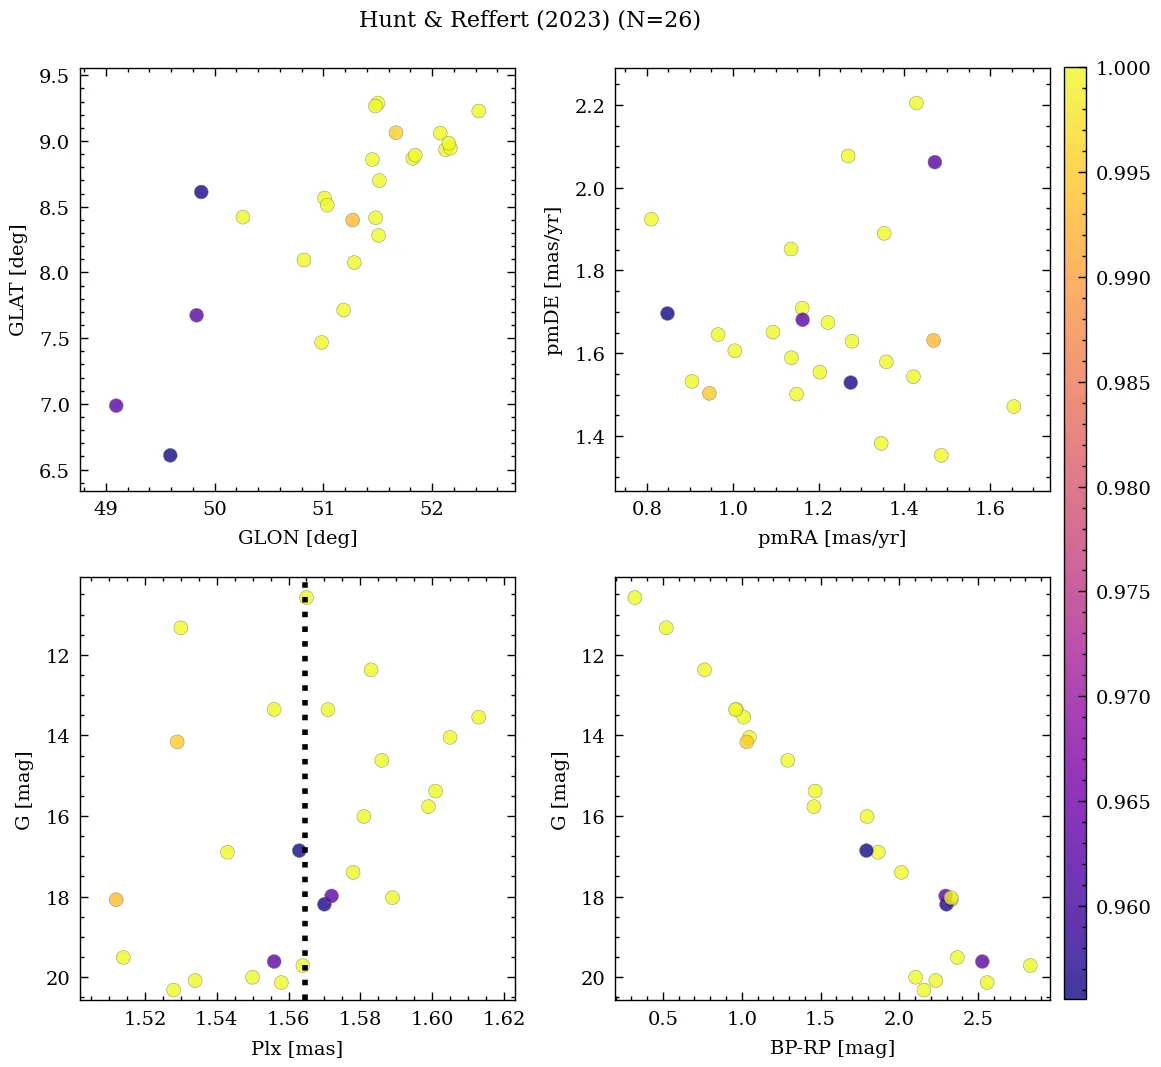 Hunt & Reffert (2023) (N=26)
9.5
9.0
8.5
8.0
7.5
7.0
6.5
GLAT [deg]
49 50 51 52
GLON [deg]
2.2
2.0
1.8
1.6
1.4
pmDE [mas/yr]
0.8 1.0 1.2 1.4 1.6
pmRA [mas/yr]
12
14
16
18
20
G [mag]
1.52 1.54 1.56 1.58 1.60 1.62
Plx [mas]
12
14
16
18
20
G [mag]
0.5 1.0 1.5 2.0 2.5
BP-RP [mag]
1.000
0.995
0.990
0.985
0.980
0.975
0.970
0.965
0.960